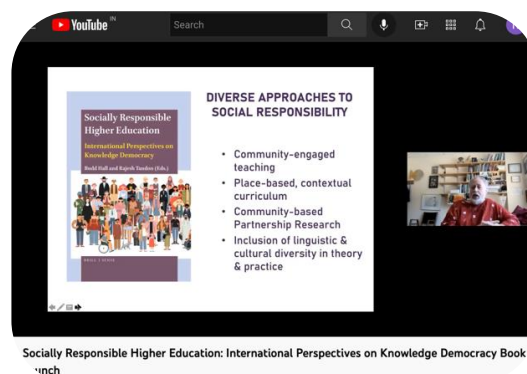 YouTube IN
Search
DIVERSE APPROACHES TO
SOCIAL RESPONSIBILITY
Socially Responsible
Higher Education
International Perspectives on
Knowledge Democracy
Budd Hall and Rajesh Tandon (Eds.)
• Community-engaged
teaching
• Place-based, contextual
curriculum
• Community-based
Partnership Research
• Inclusion of linguistic &
cultural diversity in theory
& practice
Socially Responsible Higher Education: International Perspectives on Knowledge Democracy Book
unch